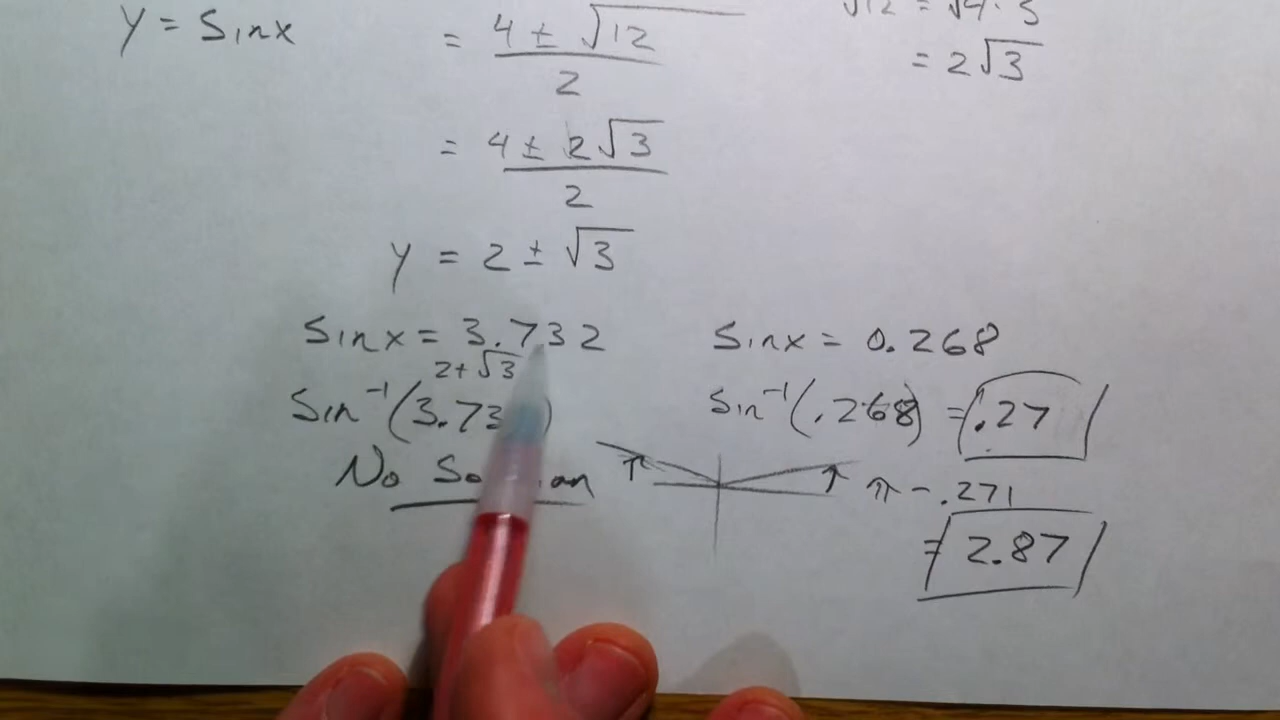 y = Sinx
= 4 ± √12 / 2
√12 = √4·3
= 2√3
= 4 ± 2√3 / 2
y = 2 ± √3
Sinx = 3.732
2+√3
Sin⁻¹(3.73 )
No
Sinx = 0.268
Sin⁻¹(.268) = .27
π - .271
= 2.87